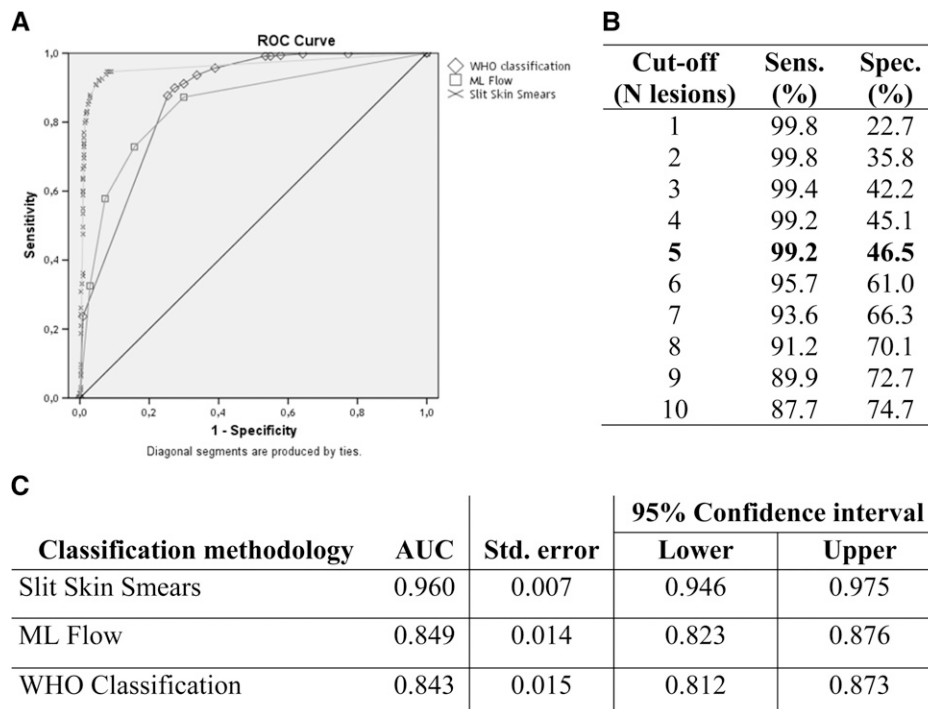 A
ROC Curve
1,0
0,8
0,6
0,4
0,2
0,0
Sensitivity
0,0 0,2 0,4 0,6 0,8 1,0
1 - Specificity
Diagonal segments are produced by ties.
WHO classification
ML Flow
Slit Skin Smears
B
Cut-off Sens. Spec.
(N lesions) (%) (%)
1 99.8 22.7
2 99.8 35.8
3 99.4 42.2
4 99.2 45.1
5 99.2 46.5
6 95.7 61.0
7 93.6 66.3
8 91.2 70.1
9 89.9 72.7
10 87.7 74.7
C
95% Confidence interval
Classification methodology AUC Std. error Lower Upper
Slit Skin Smears 0.960 0.007 0.946 0.975
ML Flow 0.849 0.014 0.823 0.876
WHO Classification 0.843 0.015 0.812 0.873